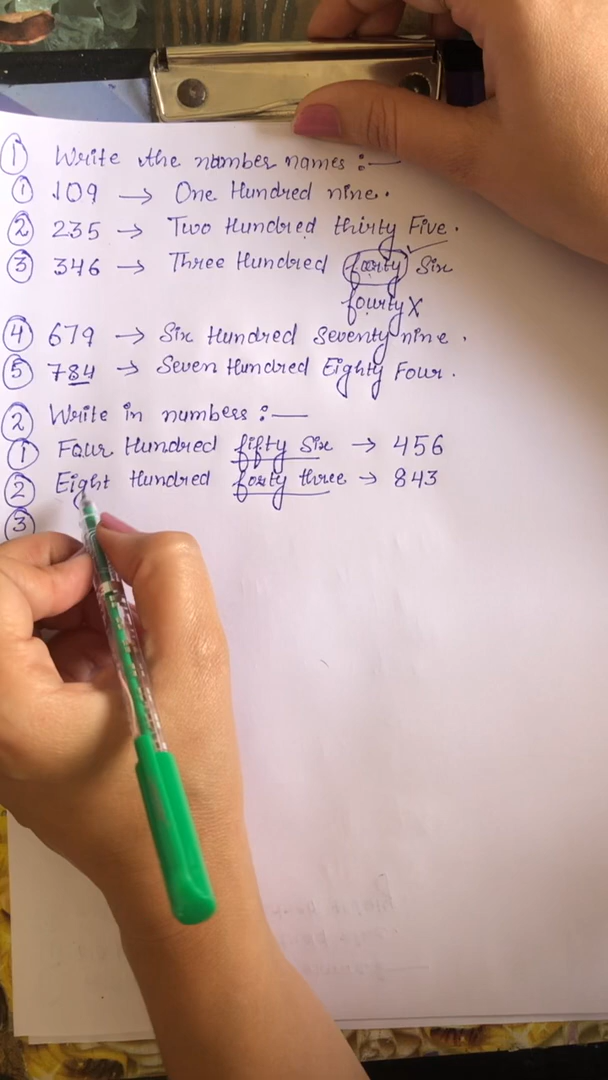 ① Write the number names :—
① 109 → One Hundred nine.
② 235 → Two Hundred thirty Five.
③ 346 → Three Hundred forty Six
fourty X
④ 679 → Six Hundred Seventy nine.
⑤ 784 → Seven Hundred Eighty Four.
② Write in numbers :—
① Four Hundred fifty Six → 456
② Eight Hundred forty three → 843
③